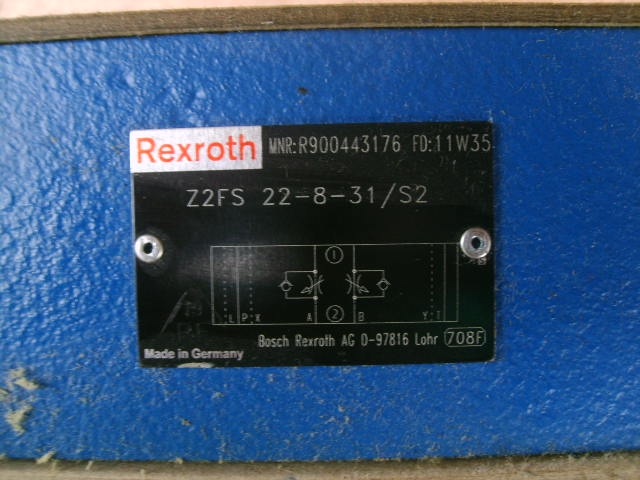 Rexroth MNR:R900443176 FD:11W35
Z2FS 22-8-31/S2
1
L P X A 2 B Y T
Bosch Rexroth AG D-97816 Lohr 708F
Made in Germany